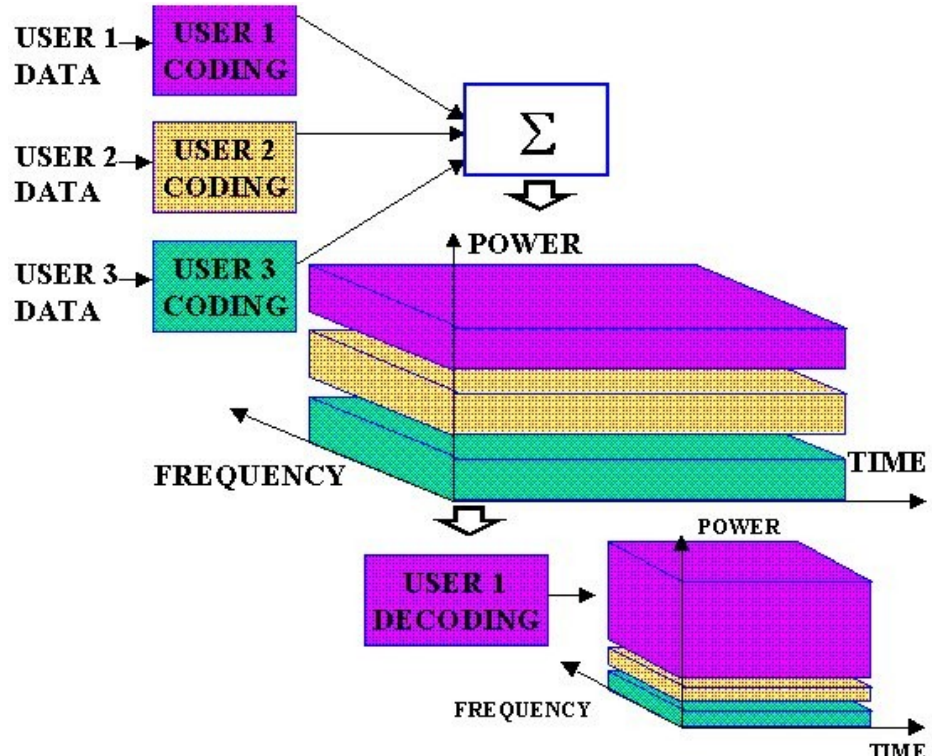 USER 1
DATA
USER 1
CODING
USER 2
DATA
USER 2
CODING
Σ
USER 3
DATA
USER 3
CODING
POWER
FREQUENCY
TIME
USER 1
DECODING
POWER
FREQUENCY
TIME